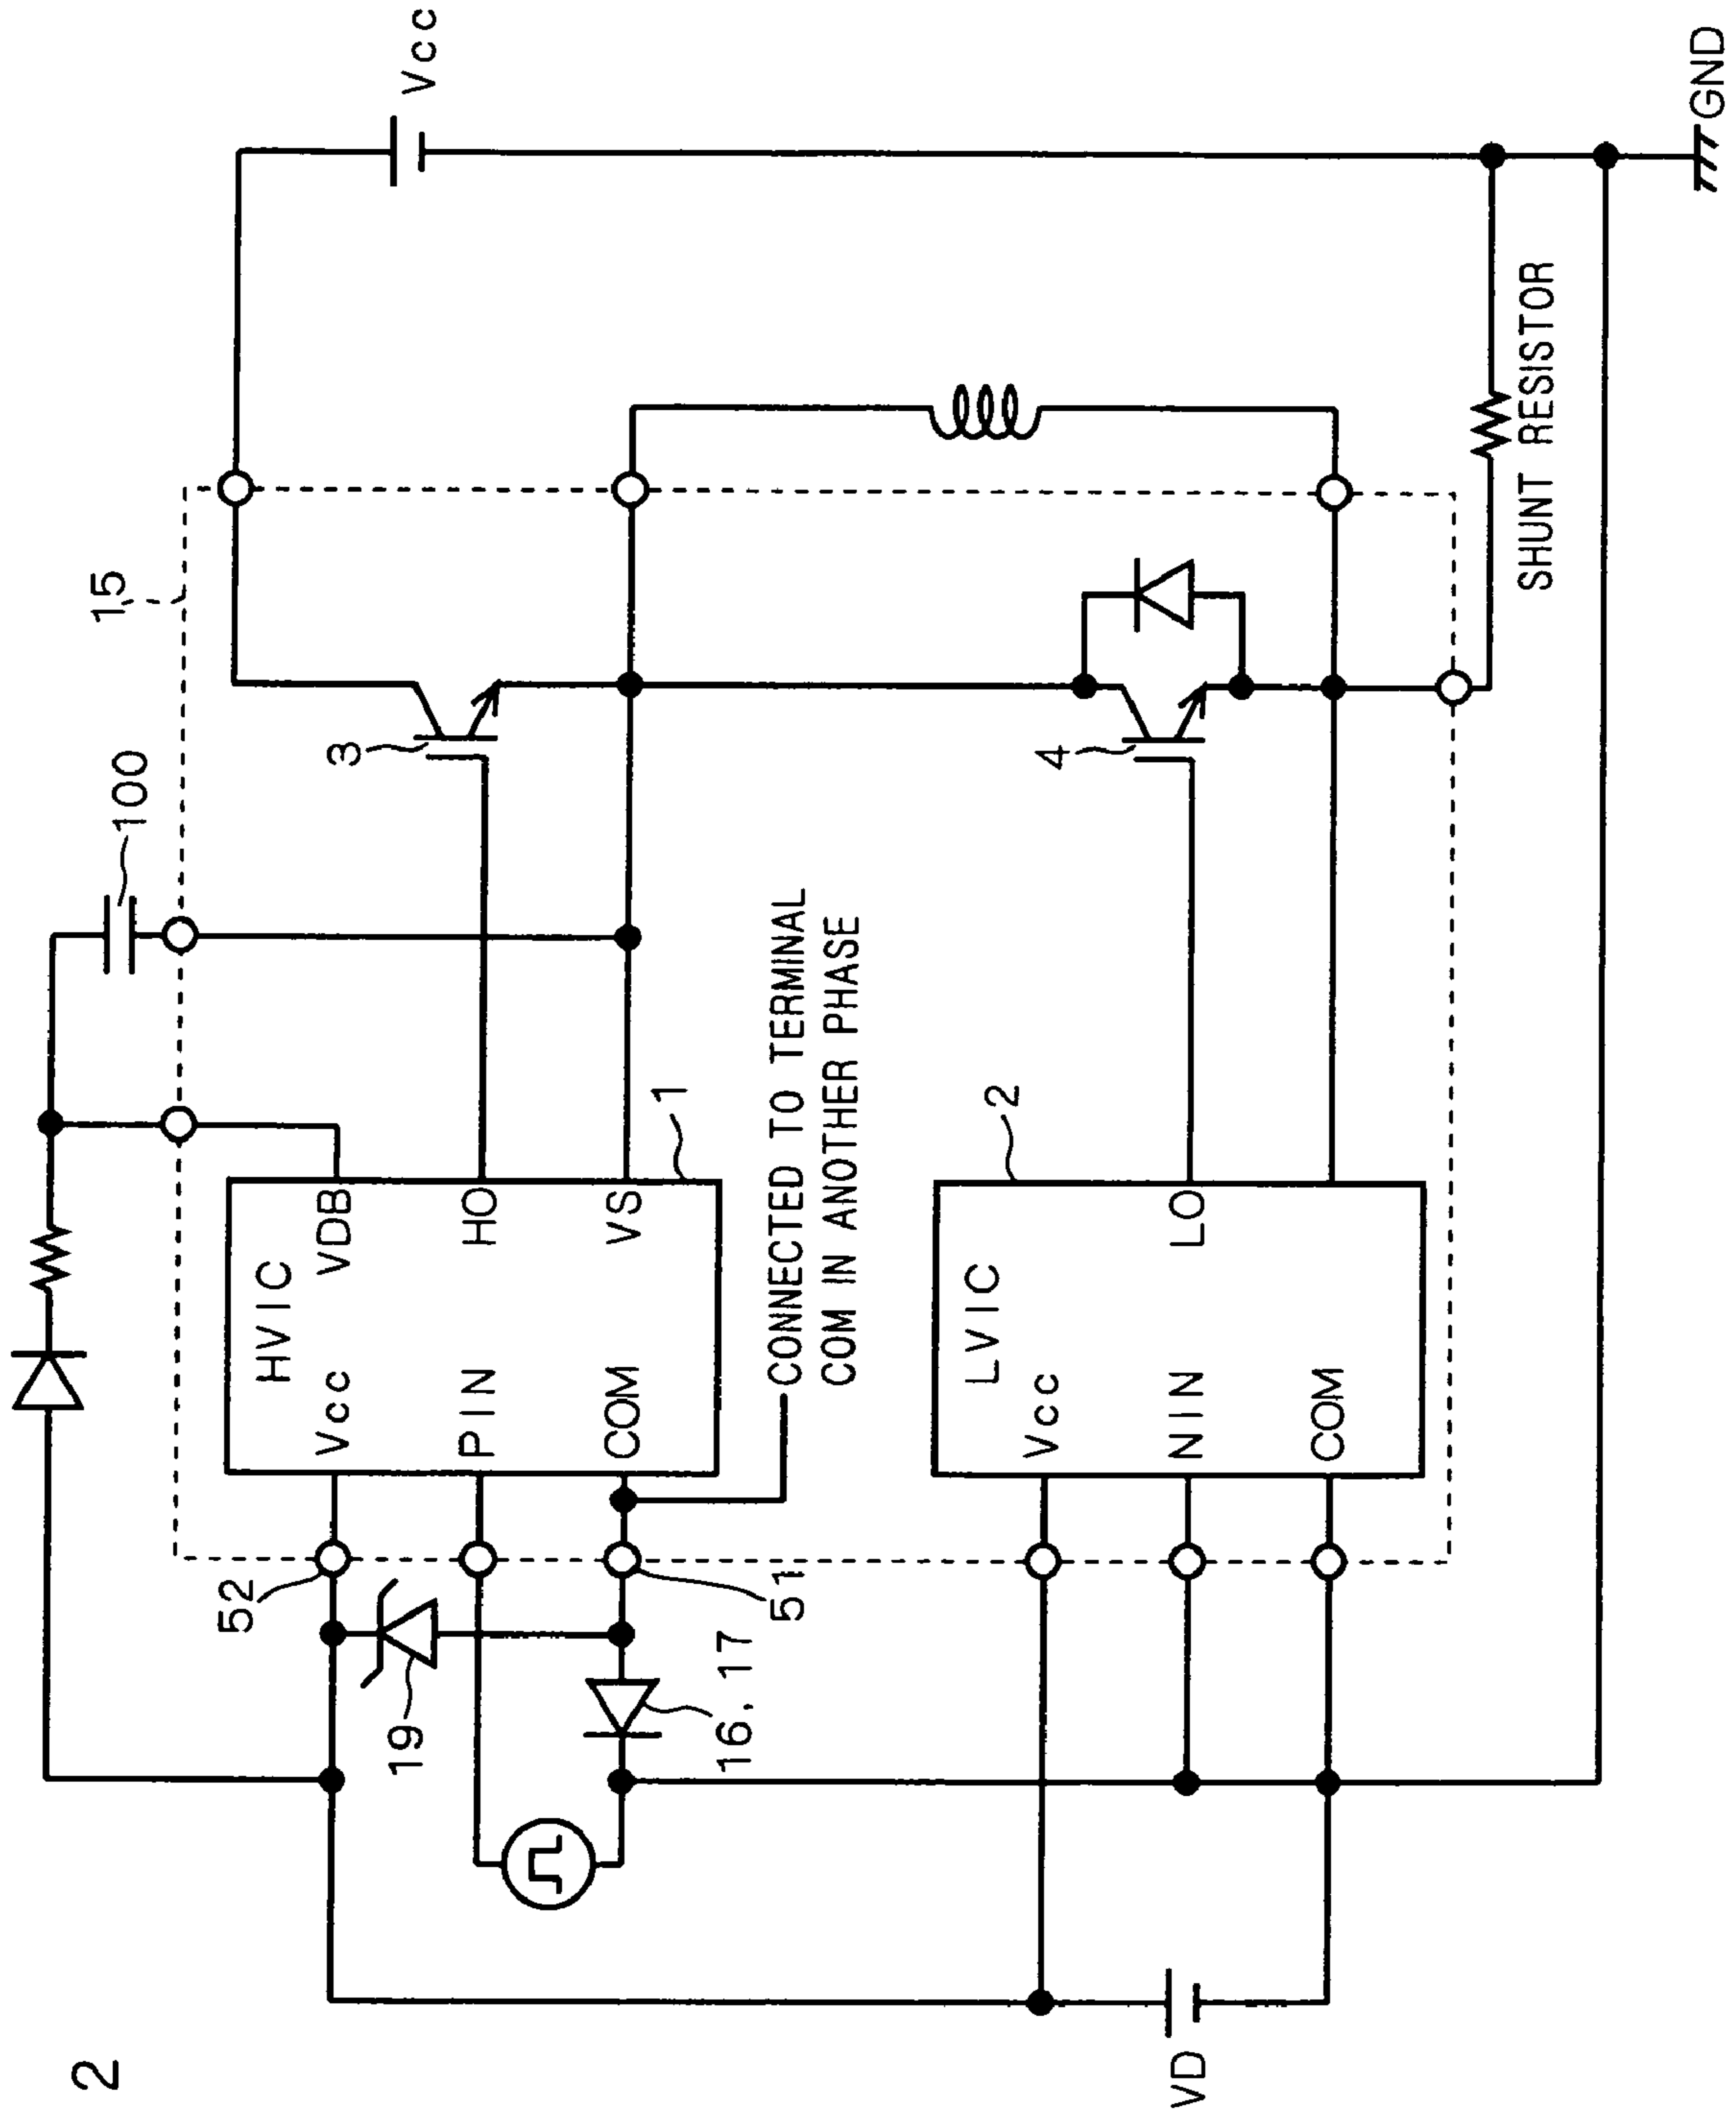 2
15
100
Vcc
HVIC
Vcc
VDB
PIN
HO
COM
VS
1
3
52
19
16, 17
51
CONNECTED TO TERMINAL
COM IN ANOTHER PHASE
LVIC
Vcc
NIN
LO
COM
2
4
VD
SHUNT RESISTOR
GND